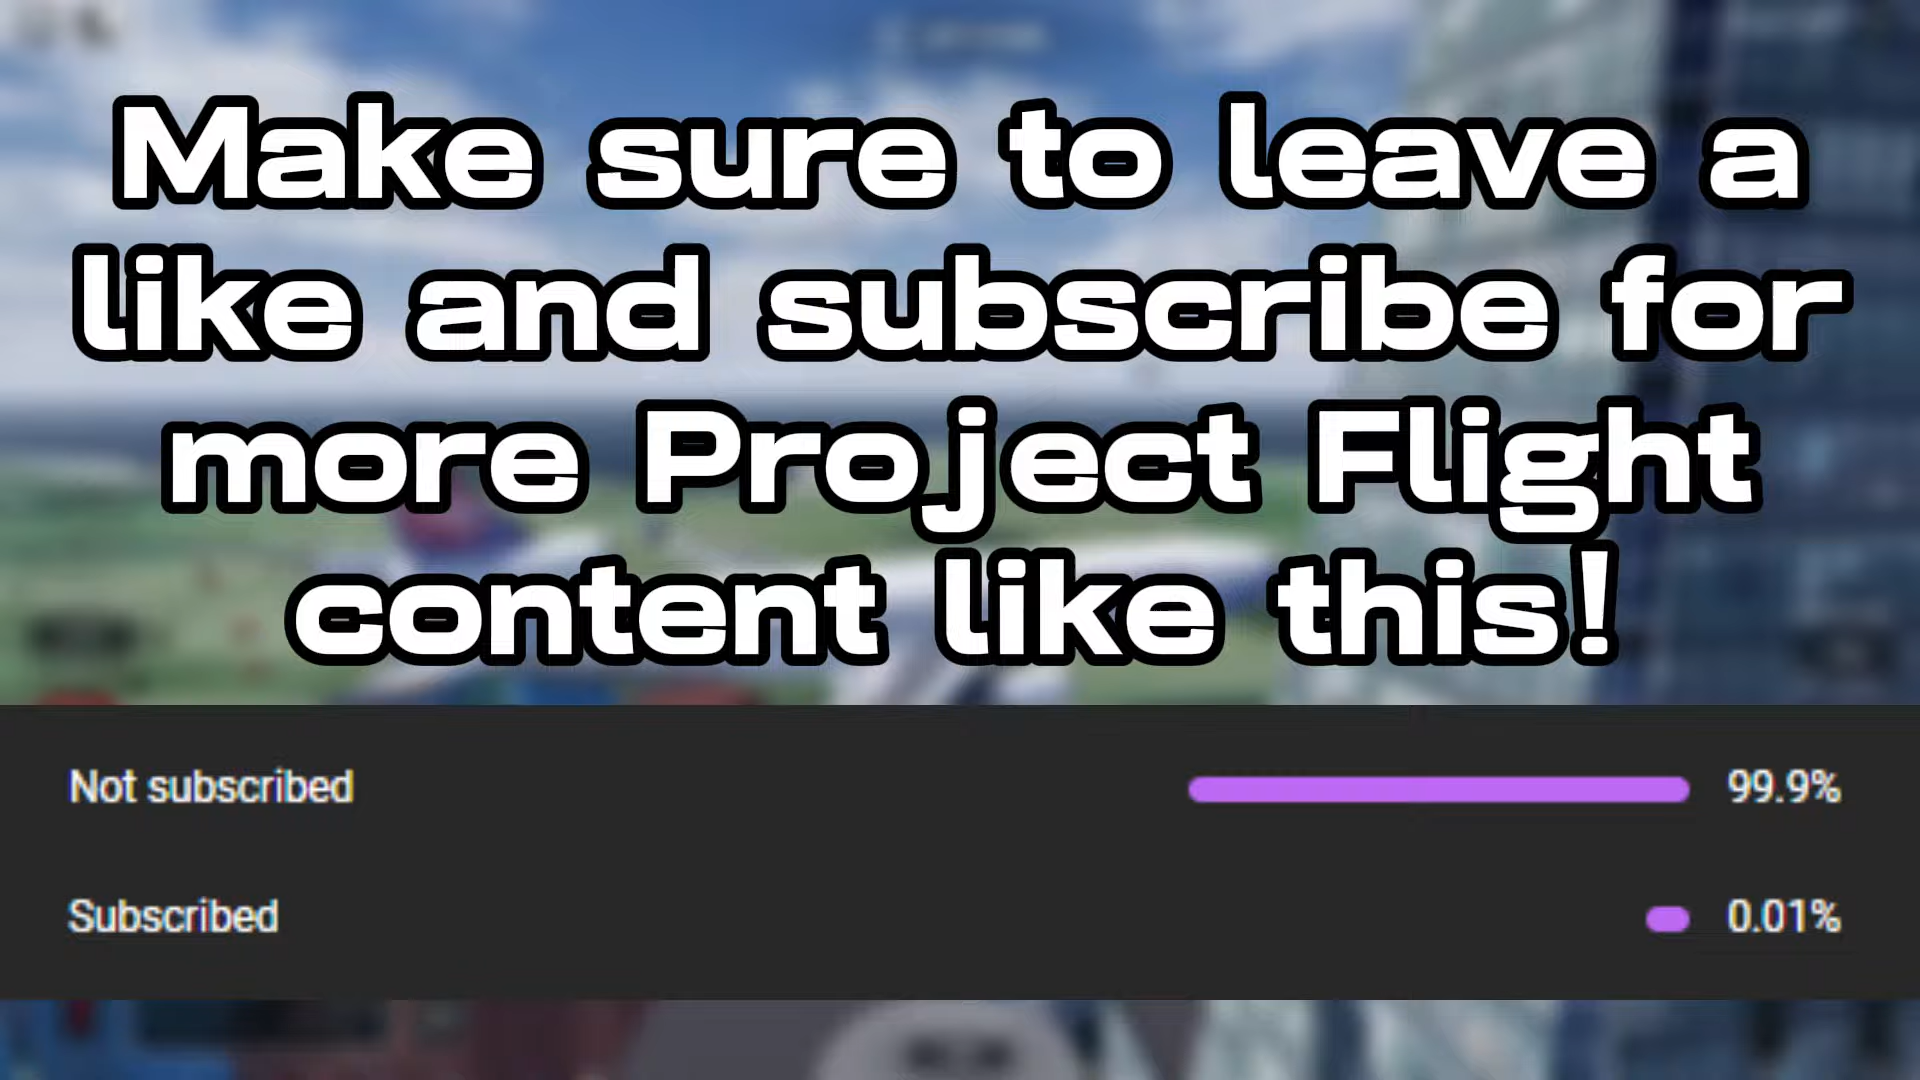 Make sure to leave a
like and subscribe for
more Project Flight
content like this!
Not subscribed 99.9%
Subscribed 0.01%